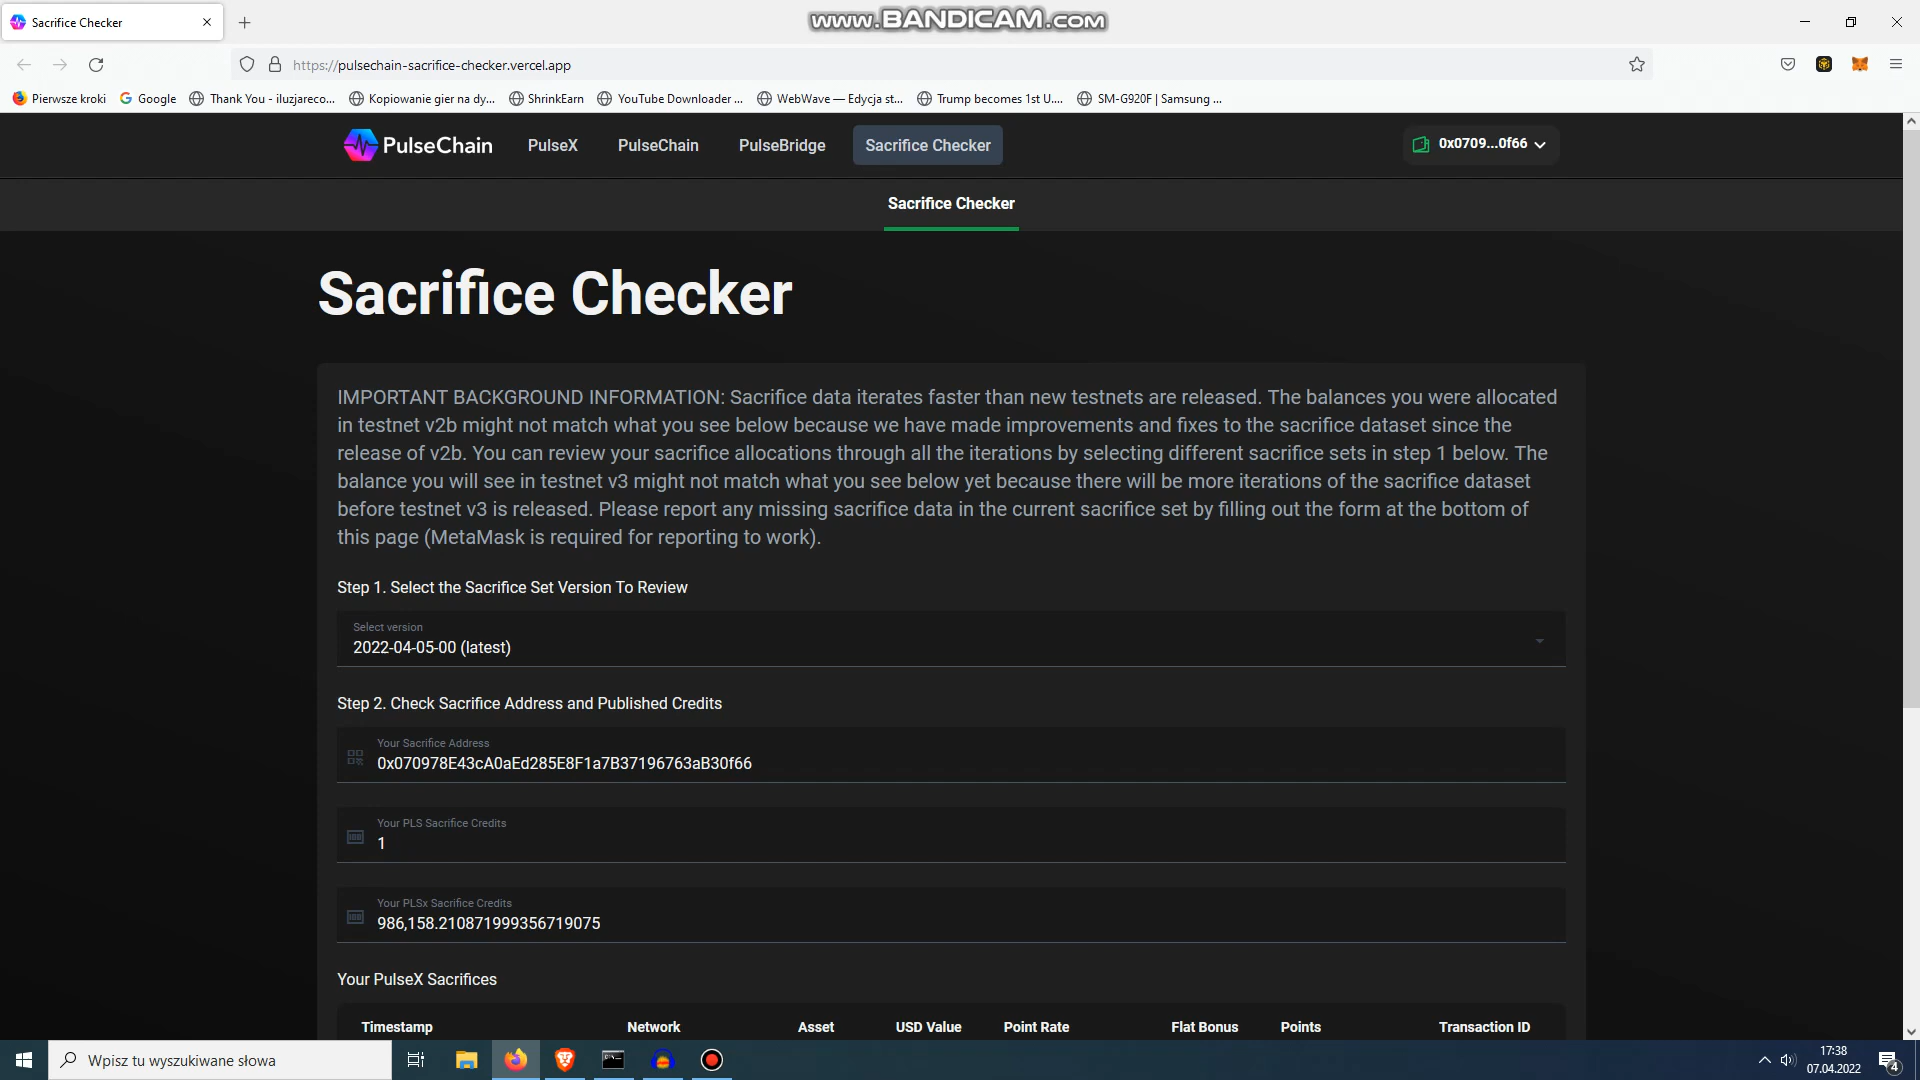 Sacrifice Checker
www.BANDICAM.com
https://pulsechain-sacrifice-checker.vercel.app
Pierwsze kroki
Google
Thank You - iluzjareco...
Kopiowanie gier na dy...
ShrinkEarn
YouTube Downloader ...
WebWave — Edycja st...
Trump becomes 1st U....
SM-G920F | Samsung ...
PulseChain
PulseX
PulseChain
PulseBridge
Sacrifice Checker
0x0709...0f66
Sacrifice Checker
Sacrifice Checker
IMPORTANT BACKGROUND INFORMATION: Sacrifice data iterates faster than new testnets are released. The balances you were allocated
in testnet v2b might not match what you see below because we have made improvements and fixes to the sacrifice dataset since the
release of v2b. You can review your sacrifice allocations through all the iterations by selecting different sacrifice sets in step 1 below. The
balance you will see in testnet v3 might not match what you see below yet because there will be more iterations of the sacrifice dataset
before testnet v3 is released. Please report any missing sacrifice data in the current sacrifice set by filling out the form at the bottom of
this page (MetaMask is required for reporting to work).
Step 1. Select the Sacrifice Set Version To Review
Select version
2022-04-05-00 (latest)
Step 2. Check Sacrifice Address and Published Credits
Your Sacrifice Address
0x070978E43cA0aEd285E8F1a7B37196763aB30f66
Your PLS Sacrifice Credits
1
Your PLSx Sacrifice Credits
986,158.210871999356719075
Your PulseX Sacrifices
Timestamp
Network
Asset
USD Value
Point Rate
Flat Bonus
Points
Transaction ID
Wpisz tu wyszukiwane słowa
17:38
07.04.2022
4